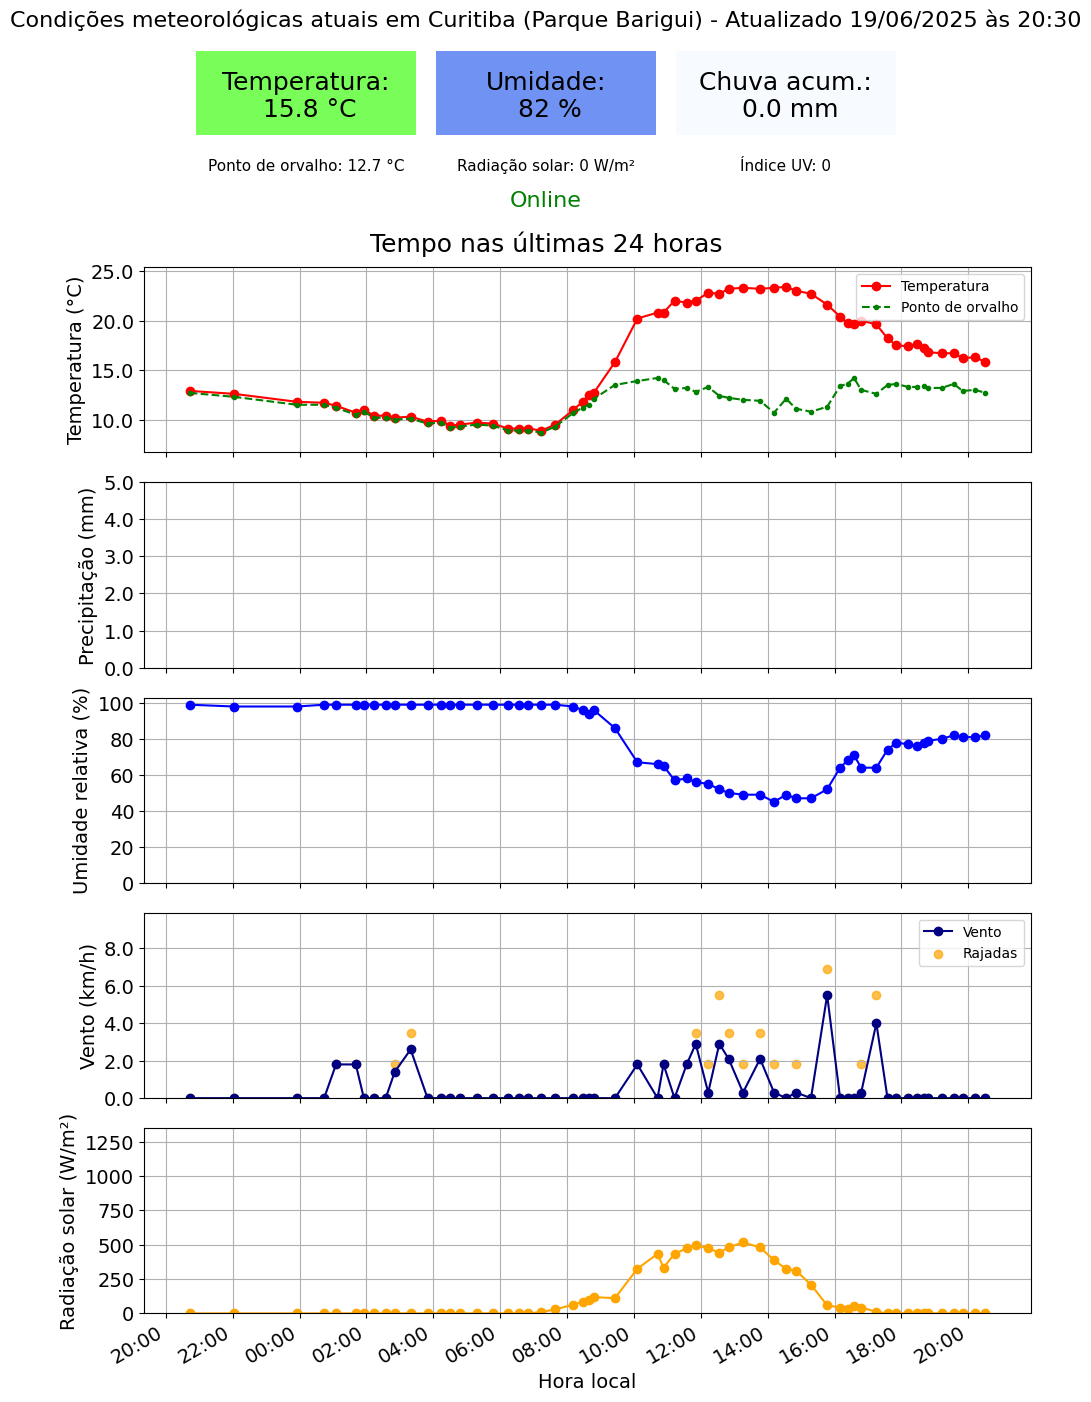 Condições meteorológicas atuais em Curitiba (Parque Barigui) - Atualizado 19/06/2025 às 20:30
Temperatura:
15.8 °C
Umidade:
82 %
Chuva acum.:
0.0 mm
Ponto de orvalho: 12.7 °C
Radiação solar: 0 W/m²
Índice UV: 0
Online
Tempo nas últimas 24 horas
Temperatura (°C)
25.0
20.0
15.0
10.0
Temperatura
Ponto de orvalho
Precipitação (mm)
5.0
4.0
3.0
2.0
1.0
0.0
Umidade relativa (%)
100
80
60
40
20
0
Vento (km/h)
8.0
6.0
4.0
2.0
0.0
Vento
Rajadas
Radiação solar (W/m²)
1250
1000
750
500
250
0
20:00 22:00 00:00 02:00 04:00 06:00 08:00 10:00 12:00 14:00 16:00 18:00 20:00
Hora local